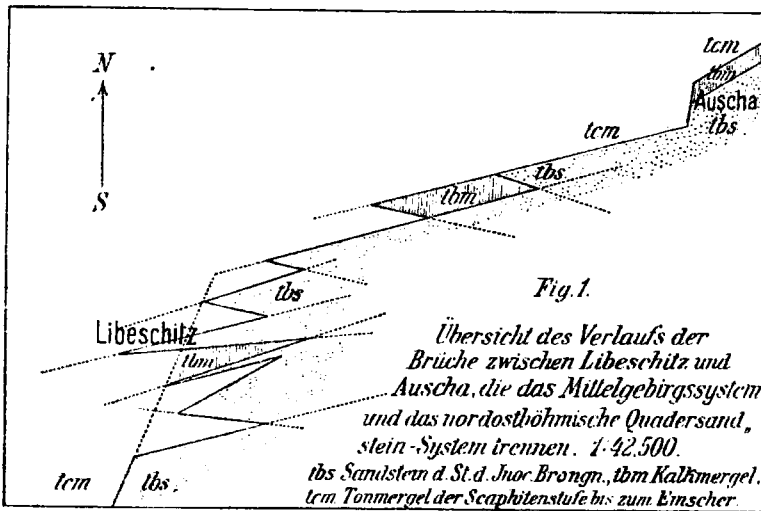 tcm
N
tbm
Auscha
tcm
tbs
tbs
tbm
S
Fig. 1.
tbs
Libeschitz
Übersicht des Verlaufs der
Brüche zwischen Libeschitz und
tbm
Auscha, die das Mittelgebirgssystem
und das nordostböhmische Quadersand„
stein-System trennen. 1:42.500.
tbs Sandstein d. St. d. Jnoc. Brongn., tbm Kalkmergel.
tcm tbs.
tcm Tonmergel der Scaphitenstufe bis zum Emscher.